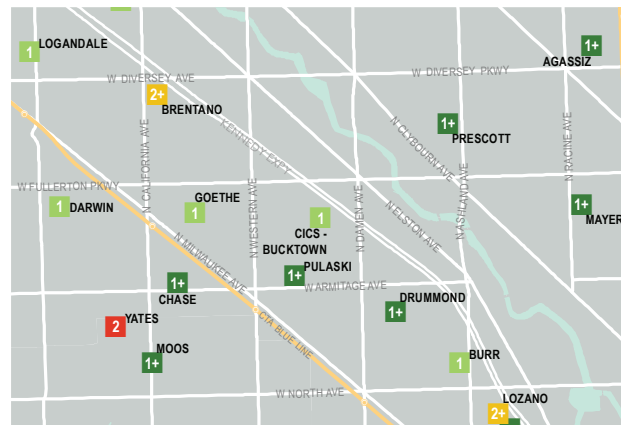 LOGANDALE
1
1+
AGASSIZ
W DIVERSEY AVE
W DIVERSEY PKWY
2+
BRENTANO
KENNEDY EXPY
N CLYBOURN AVE
1+
PRESCOTT
N CALIFORNIA AVE
N RACINE AVE
W FULLERTON PKWY
1
DARWIN
GOETHE
1
N WESTERN AVE
1
CICS -
BUCKTOWN
N DAMEN AVE
N ELSTON AVE
N ASHLAND AVE
1+
MAYER
N MILWAUKEE AVE
1+
PULASKI
1+
CHASE
W ARMITAGE AVE
DRUMMOND
1+
2
YATES
CTA BLUE LINE
1+
MOOS
1
BURR
W NORTH AVE
LOZANO
2+